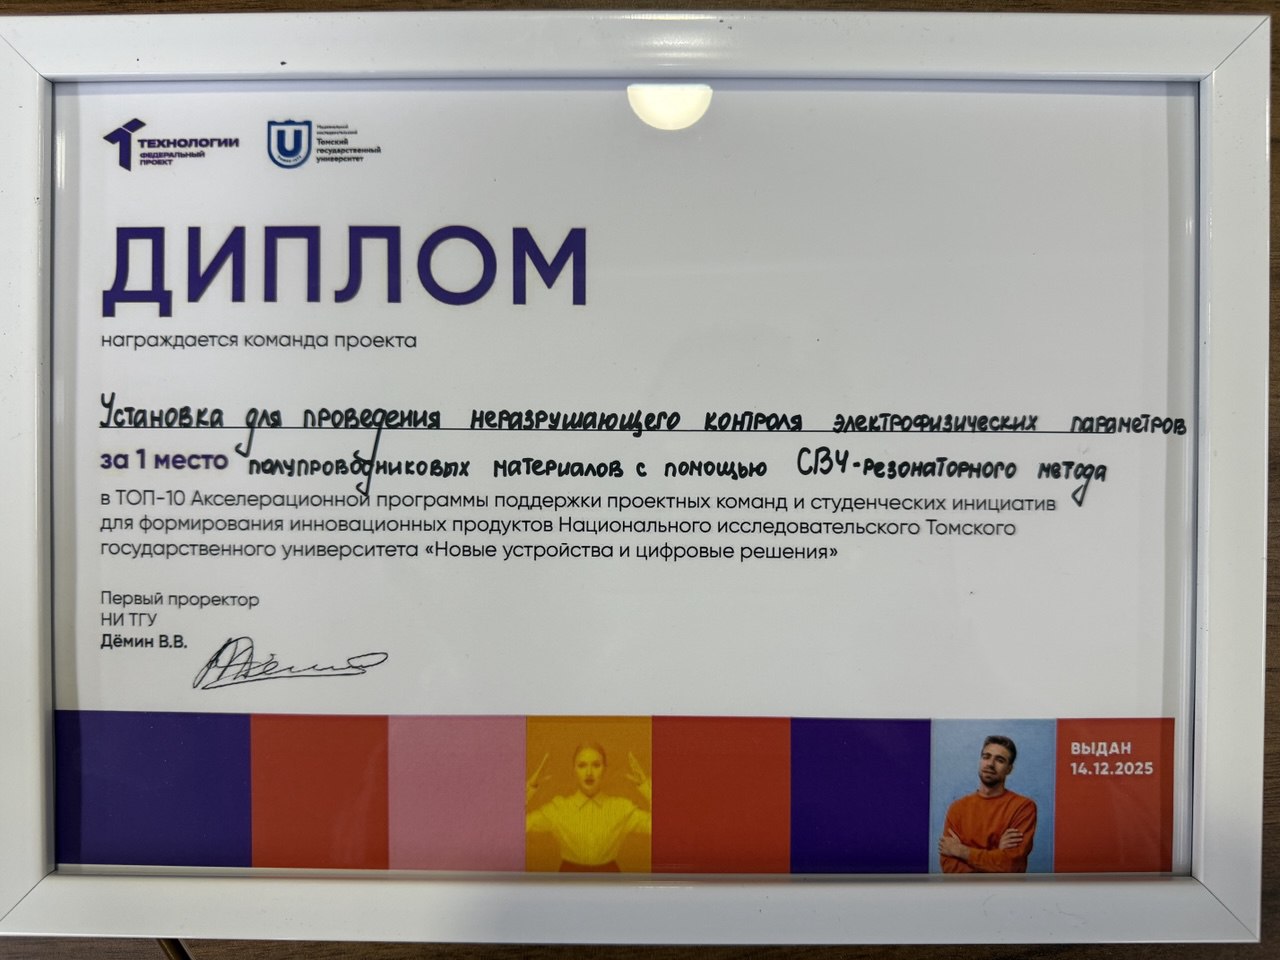 ТЕХНОЛОГИИ
ФЕДЕРАЛЬНЫЙ
ПРОЕКТ
Национальный
исследовательский
Томский
государственный
университет
ДИПЛОМ
награждается команда проекта
Установка для проведения неразрушающего контроля электрофизических параметров
за 1 место полупроводниковых материалов с помощью СВЧ-резонаторного метода
в ТОП-10 Акселерационной программы поддержки проектных команд и студенческих инициатив
для формирования инновационных продуктов Национального исследовательского Томского
государственного университета «Новые устройства и цифровые решения»
Первый проректор
НИ ТГУ
Дёмин В.В.
ВЫДАН
14.12.2025